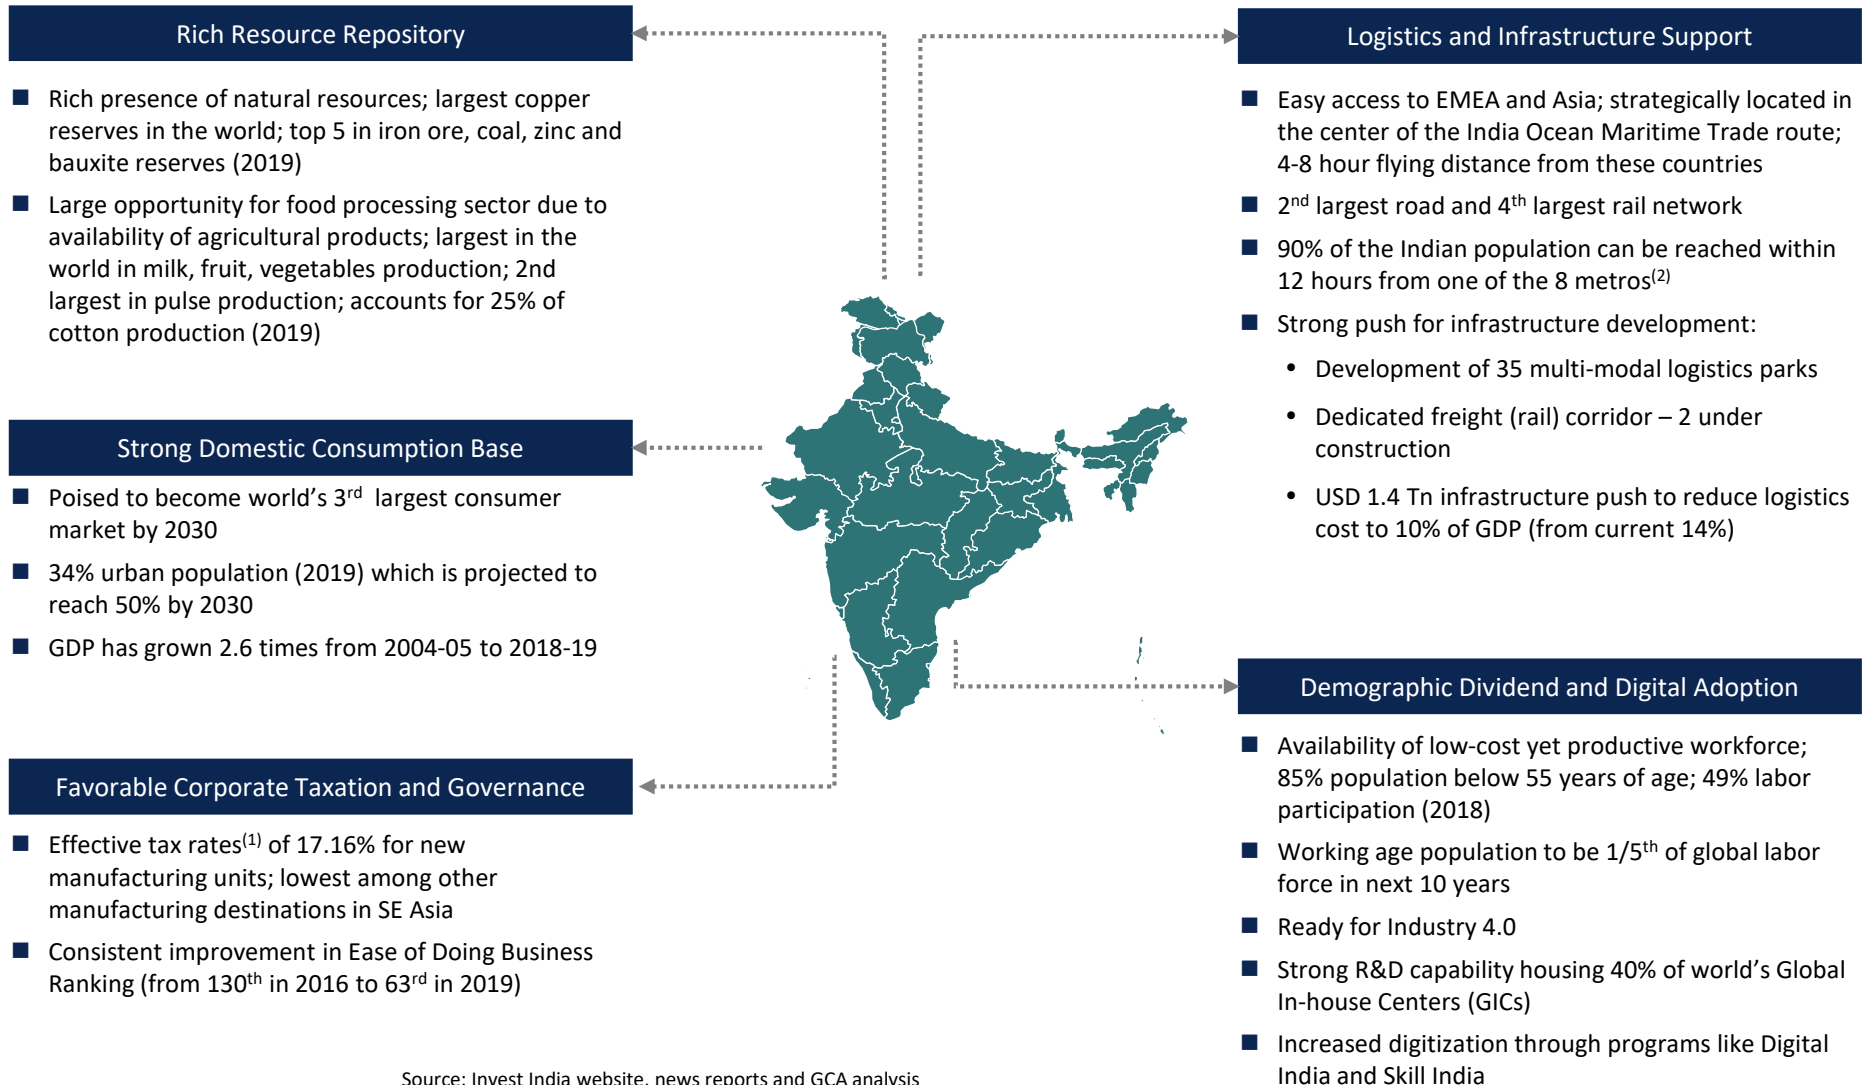 Rich Resource Repository
■ Rich presence of natural resources; largest copper
reserves in the world; top 5 in iron ore, coal, zinc and
bauxite reserves (2019)
■ Large opportunity for food processing sector due to
availability of agricultural products; largest in the
world in milk, fruit, vegetables production; 2nd
largest in pulse production; accounts for 25% of
cotton production (2019)
Strong Domestic Consumption Base
■ Poised to become world’s 3rd largest consumer
market by 2030
■ 34% urban population (2019) which is projected to
reach 50% by 2030
■ GDP has grown 2.6 times from 2004-05 to 2018-19
Favorable Corporate Taxation and Governance
■ Effective tax rates(1) of 17.16% for new
manufacturing units; lowest among other
manufacturing destinations in SE Asia
■ Consistent improvement in Ease of Doing Business
Ranking (from 130th in 2016 to 63rd in 2019)
Logistics and Infrastructure Support
■ Easy access to EMEA and Asia; strategically located in
the center of the India Ocean Maritime Trade route;
4-8 hour flying distance from these countries
■ 2nd largest road and 4th largest rail network
■ 90% of the Indian population can be reached within
12 hours from one of the 8 metros(2)
■ Strong push for infrastructure development:
• Development of 35 multi-modal logistics parks
• Dedicated freight (rail) corridor – 2 under
construction
• USD 1.4 Tn infrastructure push to reduce logistics
cost to 10% of GDP (from current 14%)
Demographic Dividend and Digital Adoption
■ Availability of low-cost yet productive workforce;
85% population below 55 years of age; 49% labor
participation (2018)
■ Working age population to be 1/5th of global labor
force in next 10 years
■ Ready for Industry 4.0
■ Strong R&D capability housing 40% of world’s Global
In-house Centers (GICs)
■ Increased digitization through programs like Digital
India and Skill India
Source: Invest India website, news reports and GCA analysis